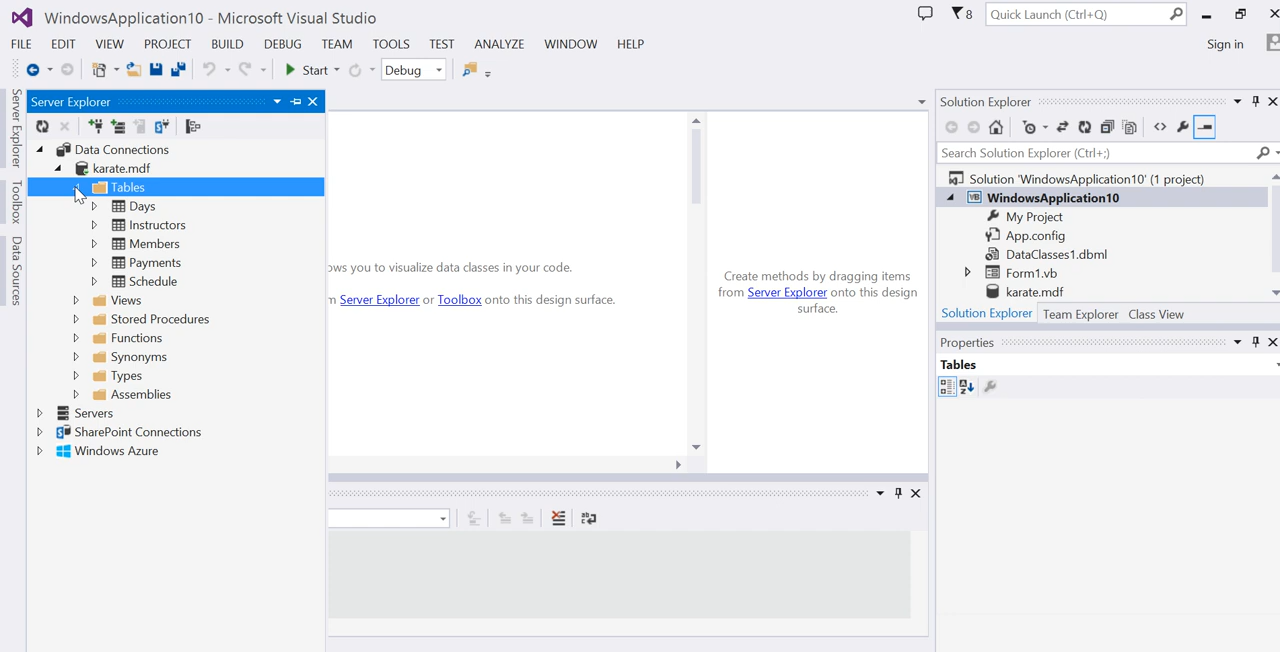 WindowsApplication10 - Microsoft Visual Studio
8
Quick Launch (Ctrl+Q)
FILE EDIT VIEW PROJECT BUILD DEBUG TEAM TOOLS TEST ANALYZE WINDOW HELP
Sign in
Start
Debug
Server Explorer
Toolbox
Data Sources
Server Explorer
Data Connections
karate.mdf
Tables
Days
Instructors
Members
Payments
Schedule
Views
Stored Procedures
Functions
Synonyms
Types
Assemblies
Servers
SharePoint Connections
Windows Azure
ows you to visualize data classes in your code.
m Server Explorer or Toolbox onto this design surface.
Create methods by dragging items
from Server Explorer onto this design
surface.
Solution Explorer
Search Solution Explorer (Ctrl+;)
Solution 'WindowsApplication10' (1 project)
VB WindowsApplication10
My Project
App.config
DataClasses1.dbml
Form1.vb
karate.mdf
Solution Explorer Team Explorer Class View
Properties
Tables